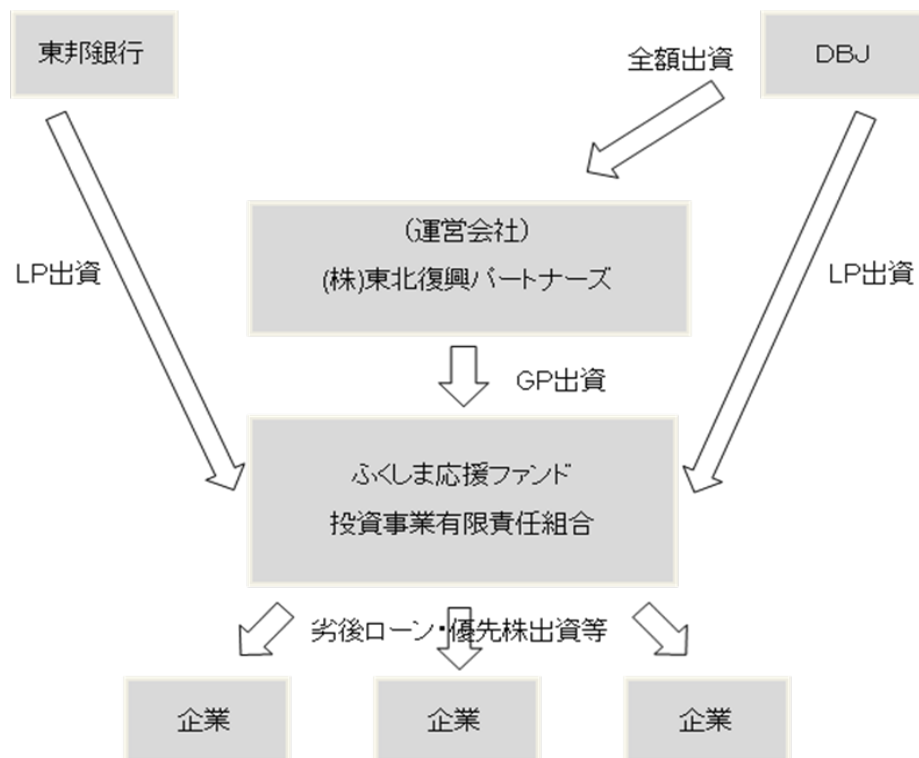 東邦銀行
全額出資
DBJ
(運営会社)
(株)東北復興パートナーズ
LP出資
LP出資
GP出資
ふくしま応援ファンド
投資事業有限責任組合
劣後ローン・優先株出資等
企業
企業
企業